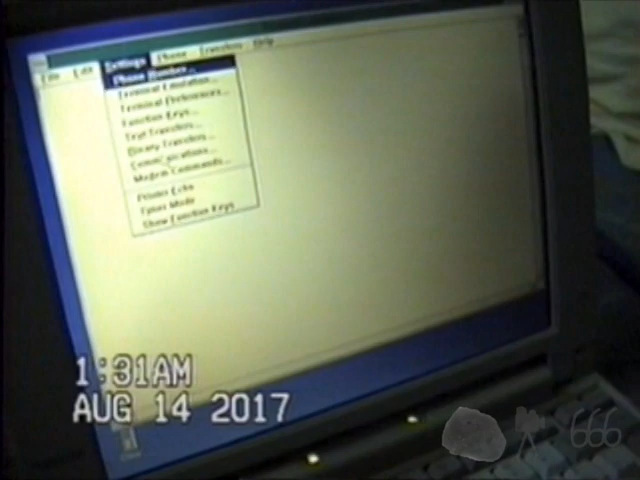 File Edit Settings Phone Transfers Help
Phone Number...
Terminal Emulation...
Terminal Preferences...
Function Keys...
Text Transfers...
Binary Transfers...
Communications...
Modem Commands...
Printer Echo
Timer Mode
Show Function Keys
1:31AM
AUG 14 2017
666